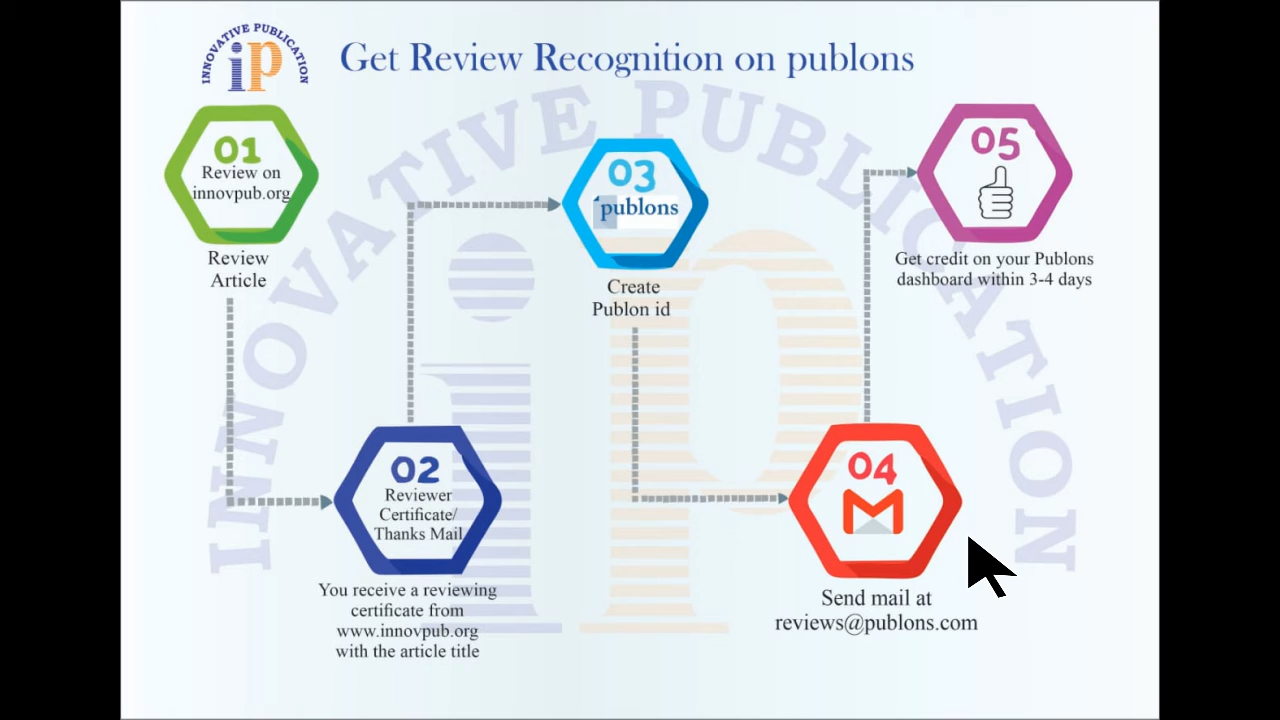 INNOVATIVE PUBLICATION
ip
Get Review Recognition on publons
INNOVATIVE PUBLICATION
ip
01
Review on
innovpub.org
Review
Article
02
Reviewer
Certificate/
Thanks Mail
You receive a reviewing
certificate from
www.innovpub.org
with the article title
03
publons
Create
Publon id
04
Send mail at
reviews@publons.com
05
Get credit on your Publons
dashboard within 3-4 days